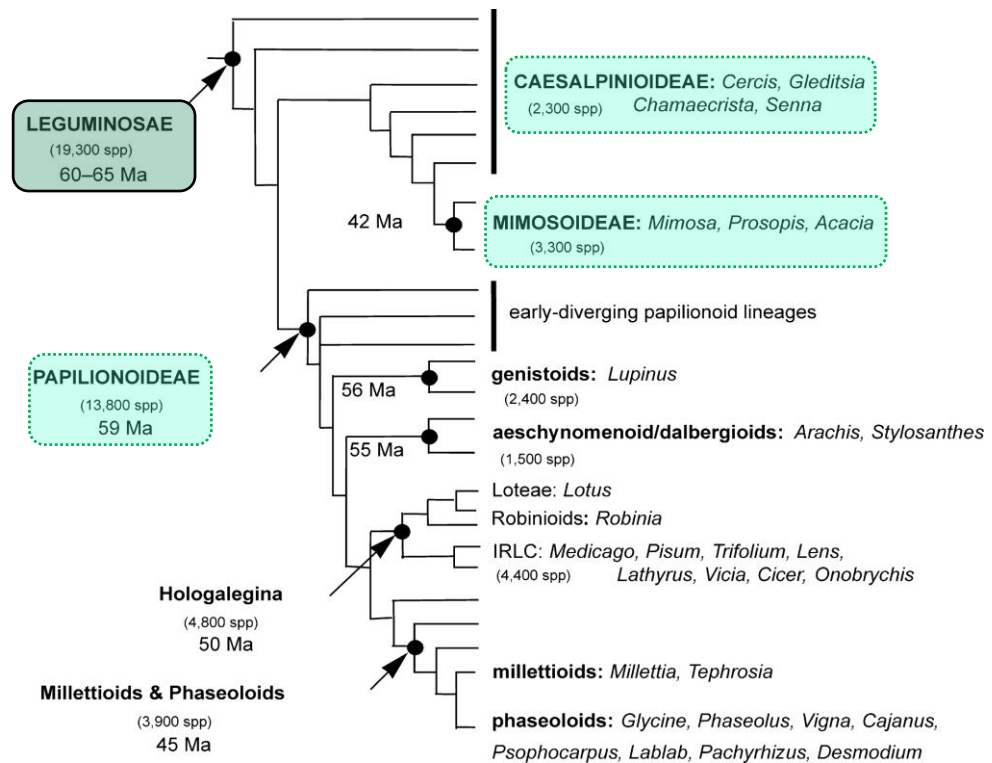 CAESALPINIOIDEAE: Cercis, Gleditsia
(2,300 spp) Chamaecrista, Senna
LEGUMINOSAE
(19,300 spp)
60–65 Ma
42 Ma
MIMOSOIDEAE: Mimosa, Prosopis, Acacia
(3,300 spp)
early-diverging papilionoid lineages
PAPILIONOIDEAE
(13,800 spp)
59 Ma
56 Ma
genistoids: Lupinus
(2,400 spp)
55 Ma
aeschynomenoid/dalbergioids: Arachis, Stylosanthes
(1,500 spp)
Loteae: Lotus
Robinioids: Robinia
IRLC: Medicago, Pisum, Trifolium, Lens,
(4,400 spp) Lathyrus, Vicia, Cicer, Onobrychis
Hologalegina
(4,800 spp)
50 Ma
Millettioids & Phaseoloids
(3,900 spp)
45 Ma
millettioids: Millettia, Tephrosia
phaseoloids: Glycine, Phaseolus, Vigna, Cajanus,
Psophocarpus, Lablab, Pachyrhizus, Desmodium